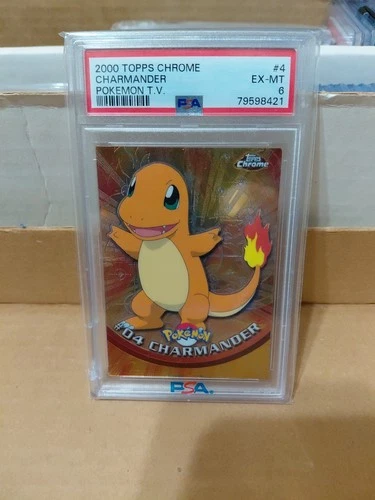 2000 TOPPS CHROME #4
CHARMANDER EX-MT
POKEMON T.V. 6
PSA 79598421
Topps
Chrome
POKéMON
#04 CHARMANDER
PSA